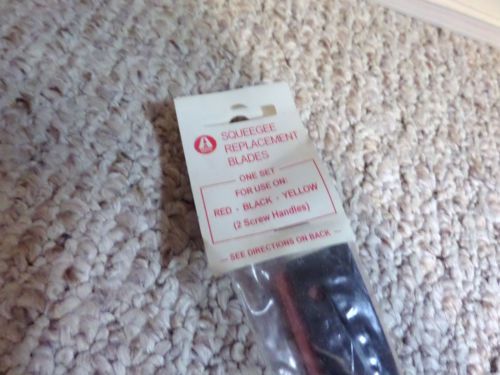 SQUEEGEE
REPLACEMENT
BLADES
ONE SET
FOR USE ON:
RED - BLACK - YELLOW
(2 Screw Handles)
— SEE DIRECTIONS ON BACK —